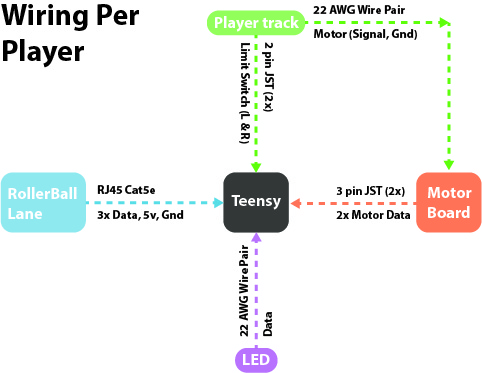 Wiring Per
Player
Player track
22 AWG Wire Pair
Motor (Signal, Gnd)
2 pin JST (2x)
Limit Switch (L & R)
RollerBall
Lane
RJ45 Cat5e
3x Data, 5v, Gnd
Teensy
3 pin JST (2x)
2x Motor Data
Motor
Board
22 AWG Wire Pair
Data
LED